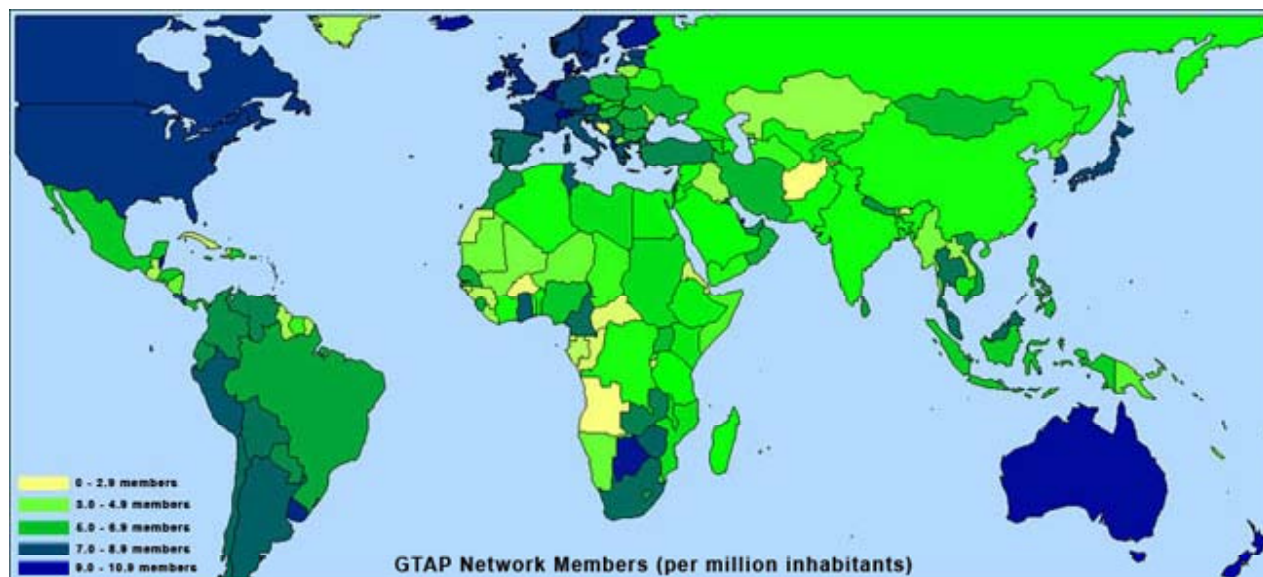 0 - 2.9 members
3.0 - 4.9 members
5.0 - 6.9 members
7.0 - 8.9 members
9.0 - 10.9 members
GTAP Network Members (per million inhabitants)